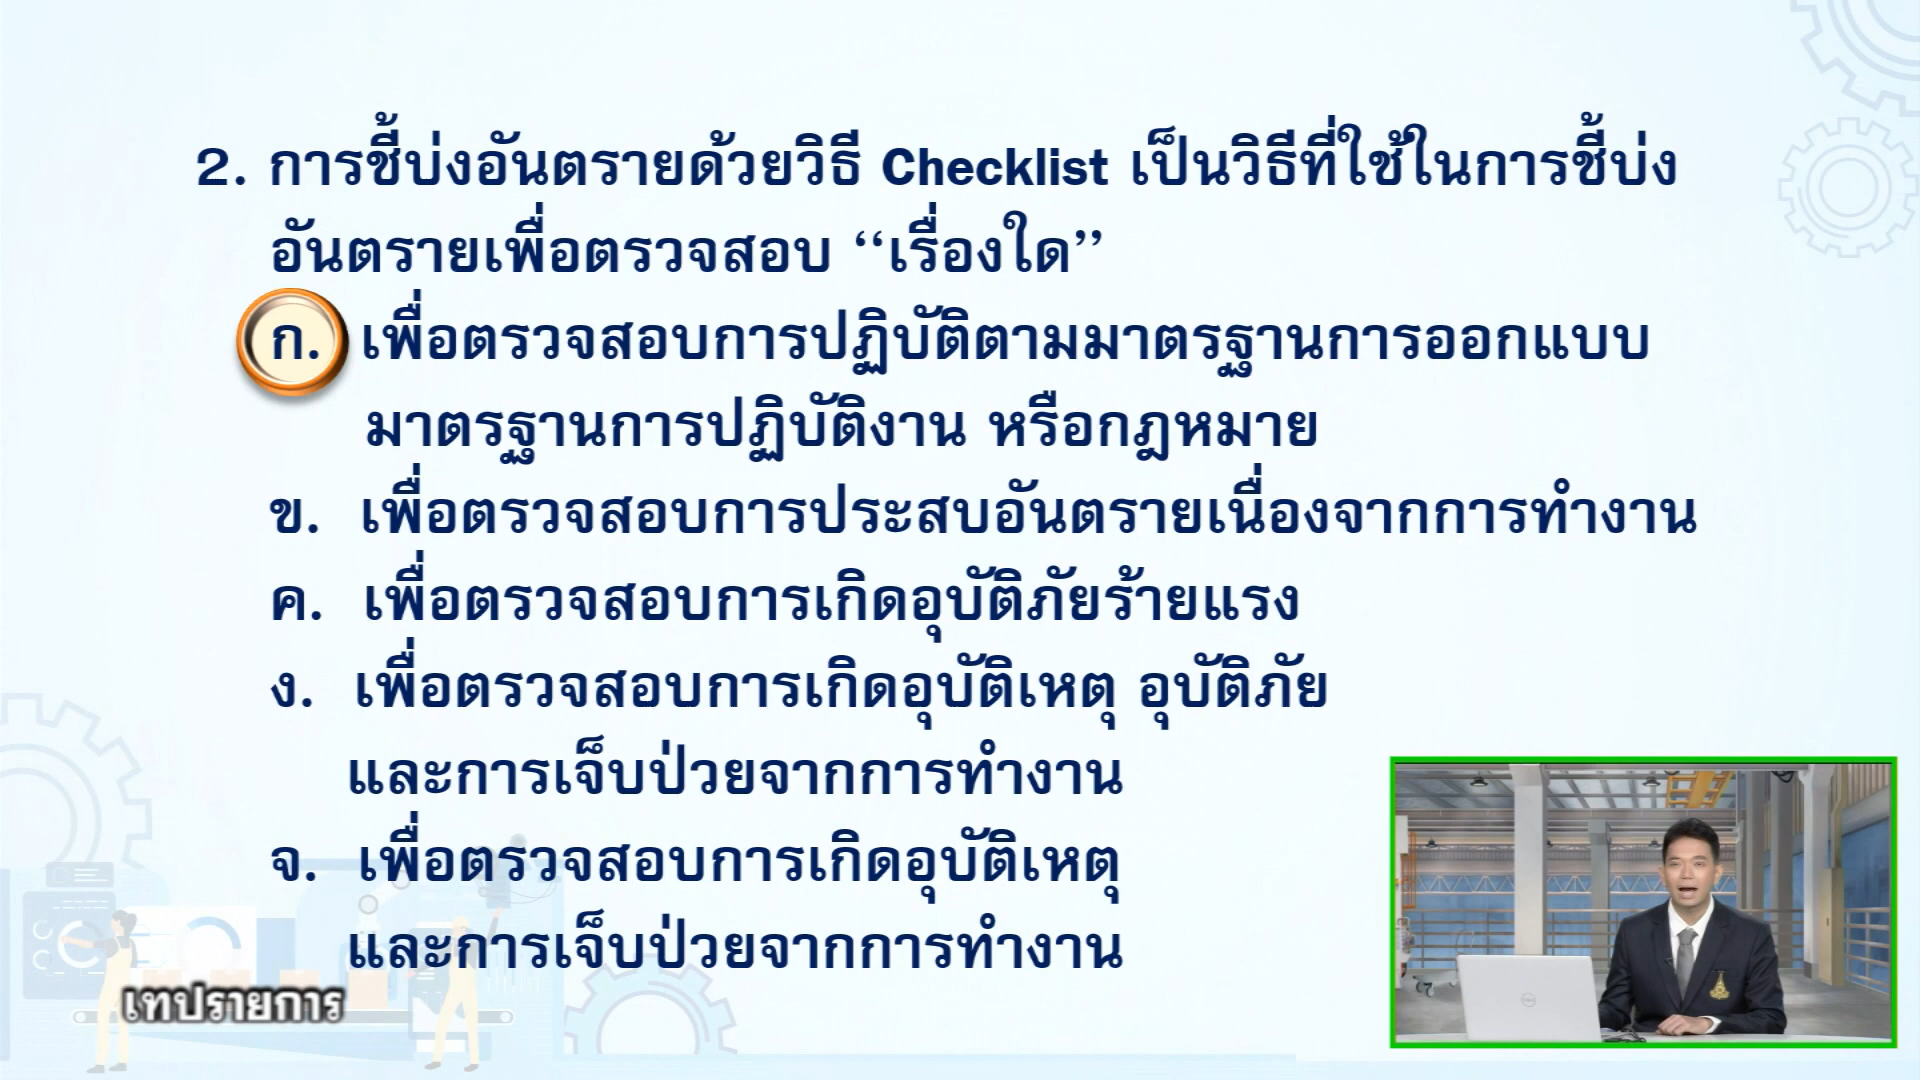 2. การชี้บ่งอันตรายด้วยวิธี Checklist เป็นวิธีที่ใช้ในการชี้บ่ง
อันตรายเพื่อตรวจสอบ ‘‘เรื่องใด’’
ก. เพื่อตรวจสอบการปฏิบัติตามมาตรฐานการออกแบบ
มาตรฐานการปฏิบัติงาน หรือกฎหมาย
ข. เพื่อตรวจสอบการประสบอันตรายเนื่องจากการทำงาน
ค. เพื่อตรวจสอบการเกิดอุบัติภัยร้ายแรง
ง. เพื่อตรวจสอบการเกิดอุบัติเหตุ อุบัติภัย
และการเจ็บป่วยจากการทำงาน
จ. เพื่อตรวจสอบการเกิดอุบัติเหตุ
และการเจ็บป่วยจากการทำงาน
เทปรายการ